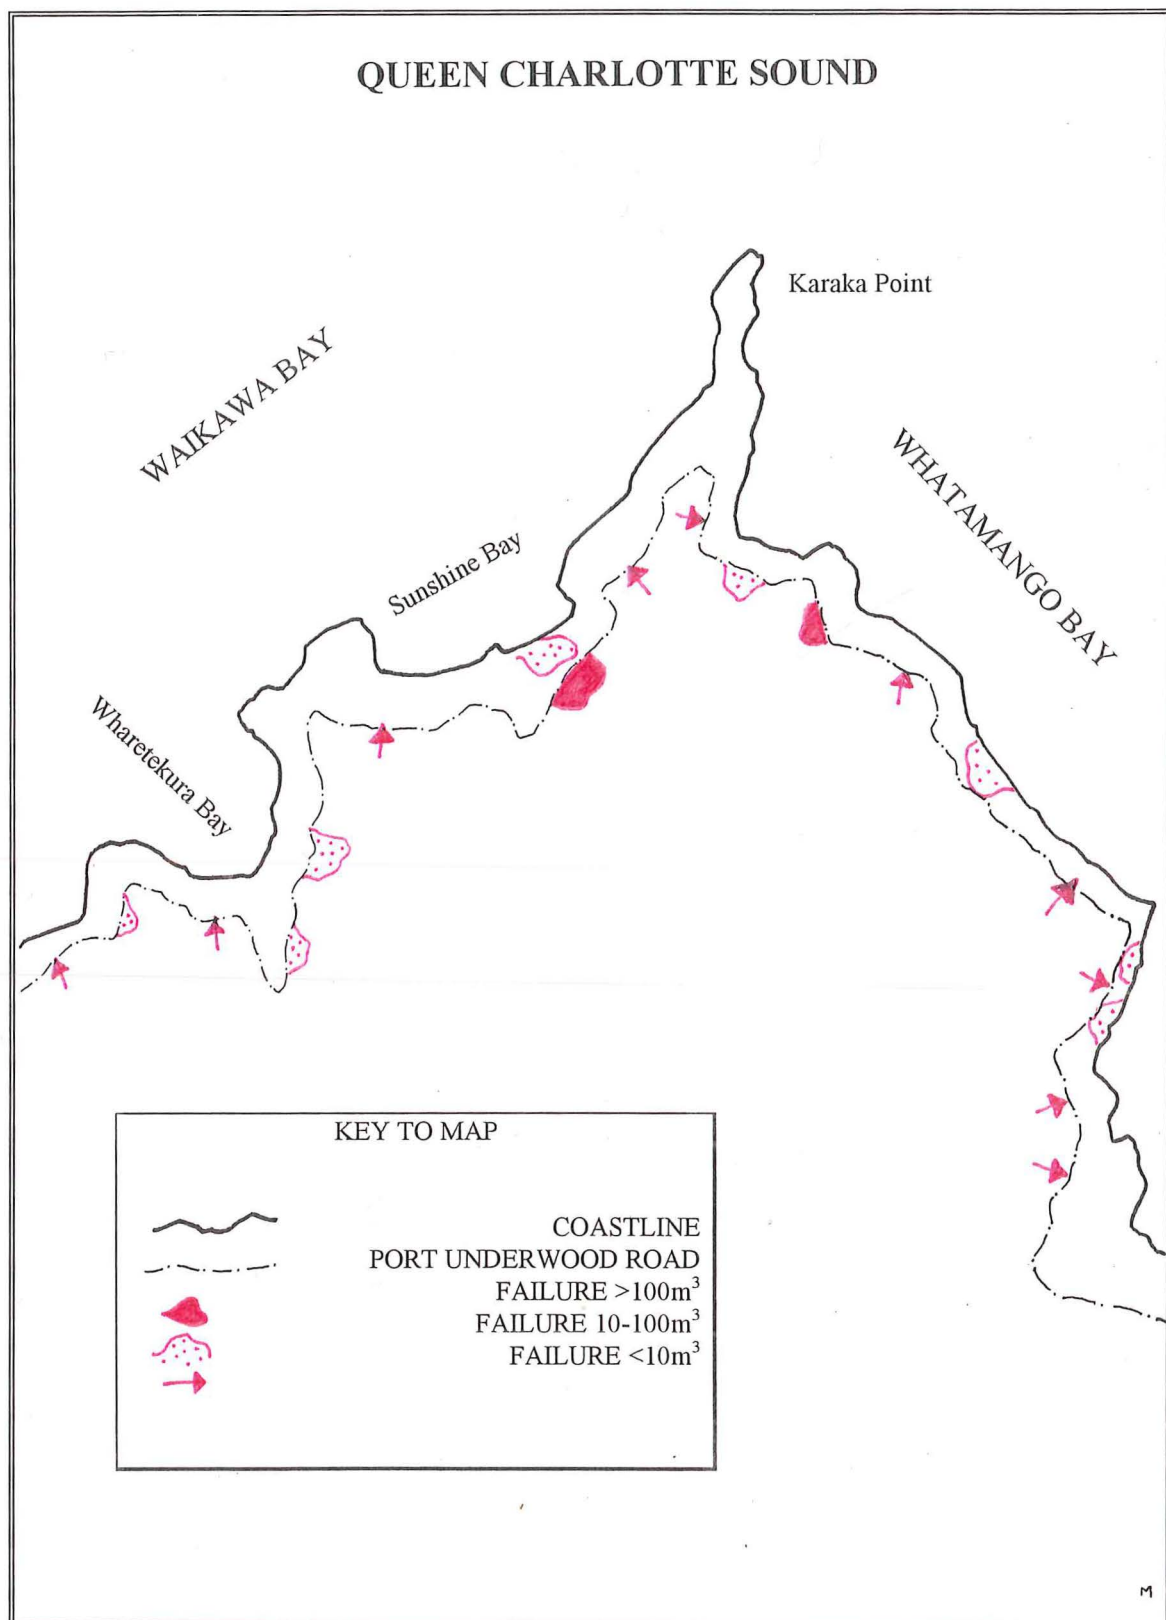 QUEEN CHARLOTTE SOUND
Karaka Point
WAIKAWA BAY
WHATAMANGO BAY
Sunshine Bay
Wharetekura Bay
KEY TO MAP
COASTLINE
PORT UNDERWOOD ROAD
FAILURE >100m³
FAILURE 10-100m³
FAILURE <10m³
M